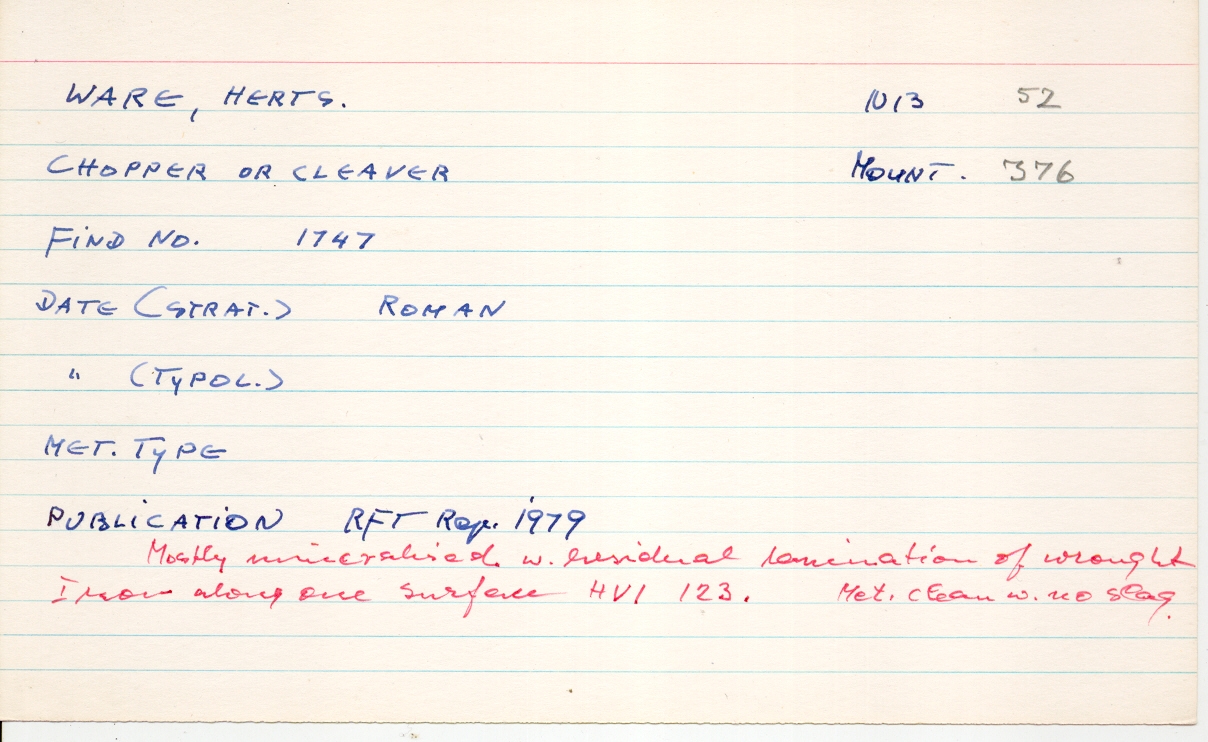 WARE, HERTS. 1013 52
CHOPPER OR CLEAVER MOUNT. 376
FIND NO. 1747
DATE (STRAT.) ROMAN
" (TYPOL.)
MET. TYPE
PUBLICATION RFT Rep. 1979
Mostly mineralised w. residual lamination of wrought
Iron along one surface HV1 123. Met. clean w. no slag.